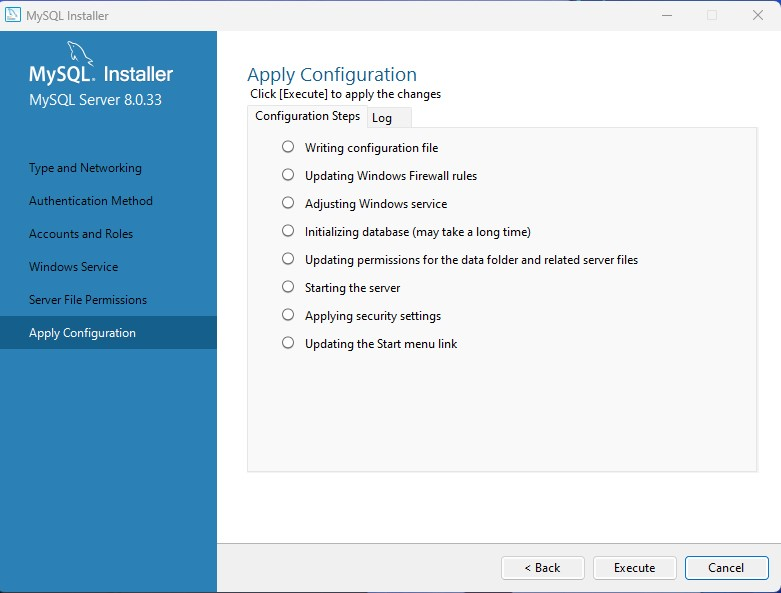 MySQL Installer
MySQL. Installer
MySQL Server 8.0.33
Type and Networking
Authentication Method
Accounts and Roles
Windows Service
Server File Permissions
Apply Configuration
Apply Configuration
Click [Execute] to apply the changes
Configuration Steps Log
Writing configuration file
Updating Windows Firewall rules
Adjusting Windows service
Initializing database (may take a long time)
Updating permissions for the data folder and related server files
Starting the server
Applying security settings
Updating the Start menu link
< Back Execute Cancel